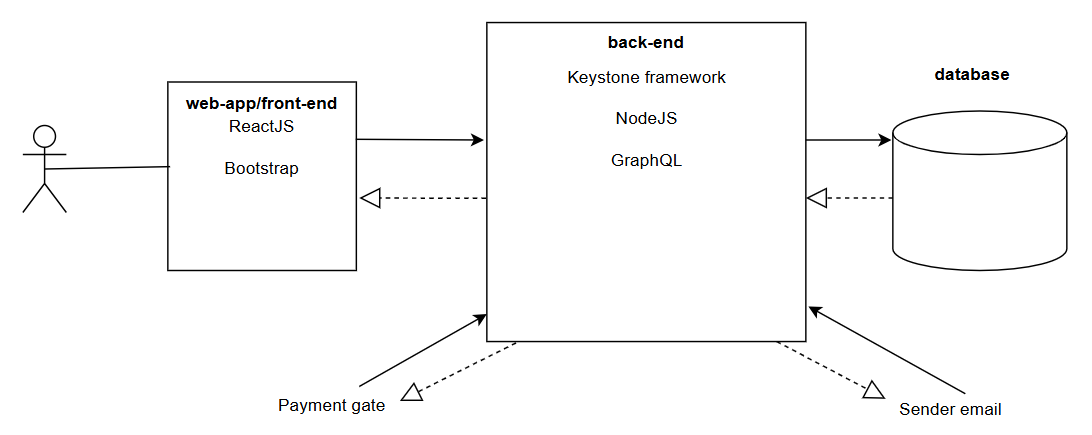 web-app/front-end
ReactJS
Bootstrap
back-end
Keystone framework
NodeJS
GraphQL
database
Payment gate
Sender email